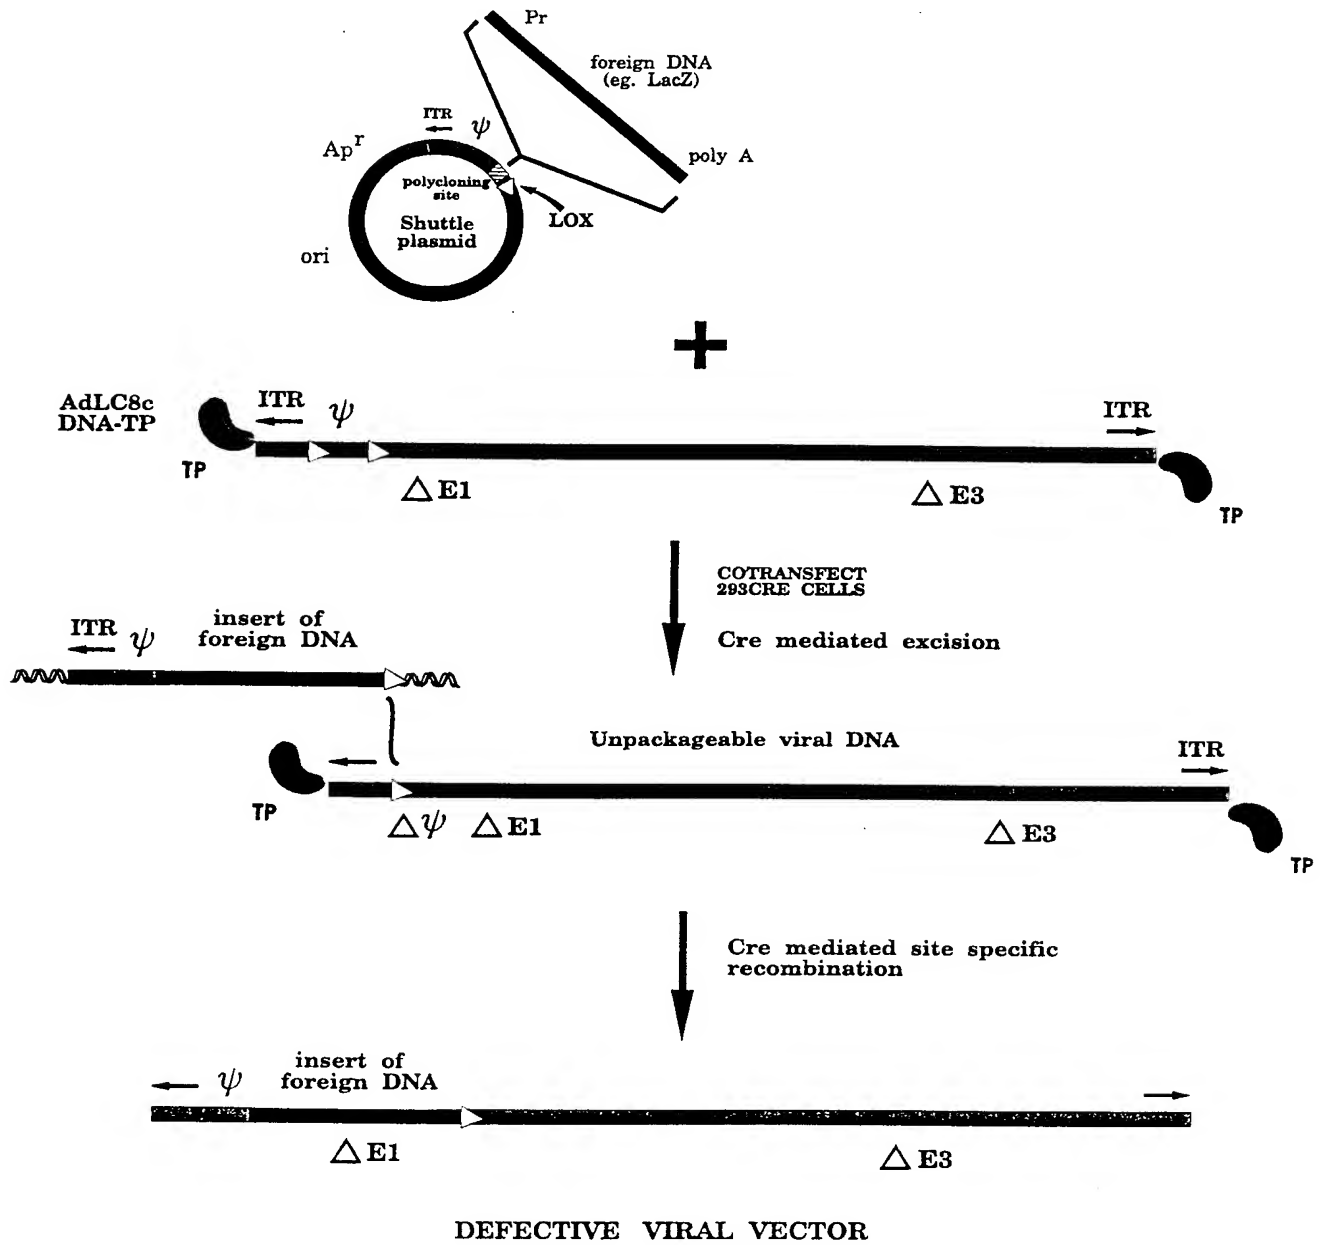 Pr
foreign DNA
(eg. LacZ)
poly A
ITR
ψ
Ap^r
polycloning
site
LOX
Shuttle
plasmid
ori
+
AdLC8c
DNA-TP
ITR
ψ
ITR
TP
△ E1
△ E3
TP
COTRANSFECT
293CRE CELLS
Cre mediated excision
ITR
ψ
insert of
foreign DNA
Unpackageable viral DNA
ITR
TP
△ψ
△ E1
△ E3
TP
Cre mediated site specific
recombination
ψ
insert of
foreign DNA
△ E1
△ E3
DEFECTIVE VIRAL VECTOR